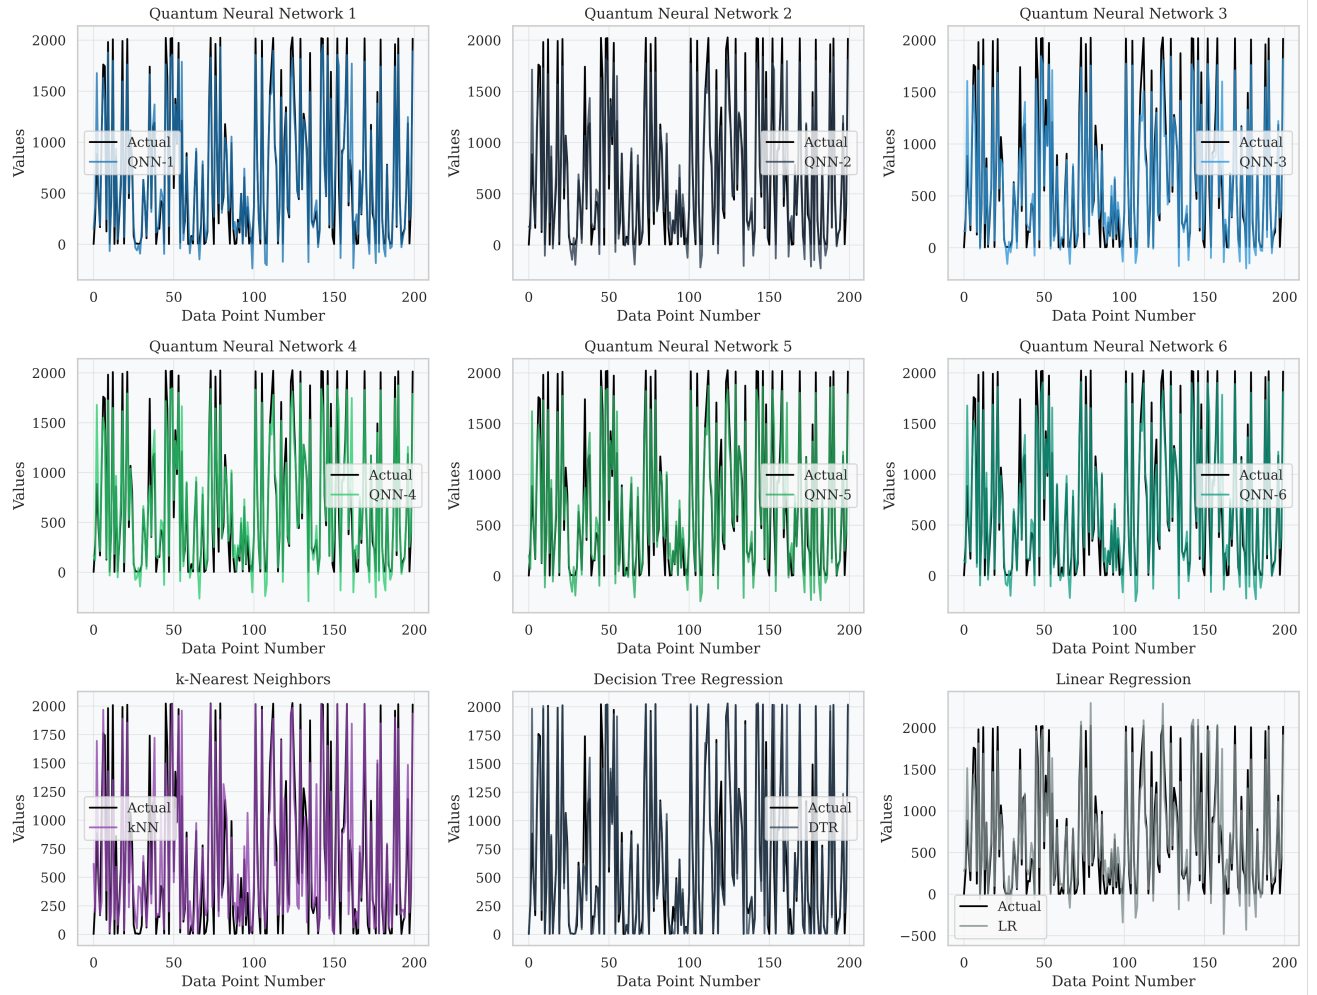 Quantum Neural Network 1
2000
1500
1000
500
0
Values
Actual
QNN-1
0 50 100 150 200
Data Point Number
Quantum Neural Network 2
2000
1500
1000
500
0
Values
Actual
QNN-2
0 50 100 150 200
Data Point Number
Quantum Neural Network 3
2000
1500
1000
500
0
Values
Actual
QNN-3
0 50 100 150 200
Data Point Number
Quantum Neural Network 4
2000
1500
1000
500
0
Values
Actual
QNN-4
0 50 100 150 200
Data Point Number
Quantum Neural Network 5
2000
1500
1000
500
0
Values
Actual
QNN-5
0 50 100 150 200
Data Point Number
Quantum Neural Network 6
2000
1500
1000
500
0
Values
Actual
QNN-6
0 50 100 150 200
Data Point Number
k-Nearest Neighbors
2000
1750
1500
1250
1000
750
500
250
0
Values
Actual
kNN
0 50 100 150 200
Data Point Number
Decision Tree Regression
2000
1750
1500
1250
1000
750
500
250
0
Values
Actual
DTR
0 50 100 150 200
Data Point Number
Linear Regression
2000
1500
1000
500
0
−500
Values
Actual
LR
0 50 100 150 200
Data Point Number